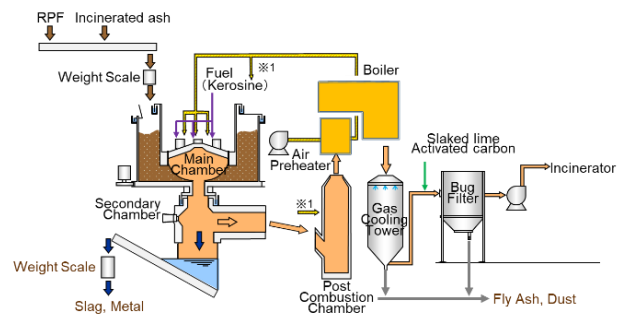 RPF Incinerated ash
Weight Scale
Fuel
(Kerosine)
※1
Boiler
Main
Chamber
Air
Preheater
Slaked lime
Activated carbon
Incinerator
Bug
Filter
Secondary
Chamber
※1
Gas
Cooling
Tower
Weight Scale
Slag, Metal
Post
Combustion
Chamber
Fly Ash, Dust